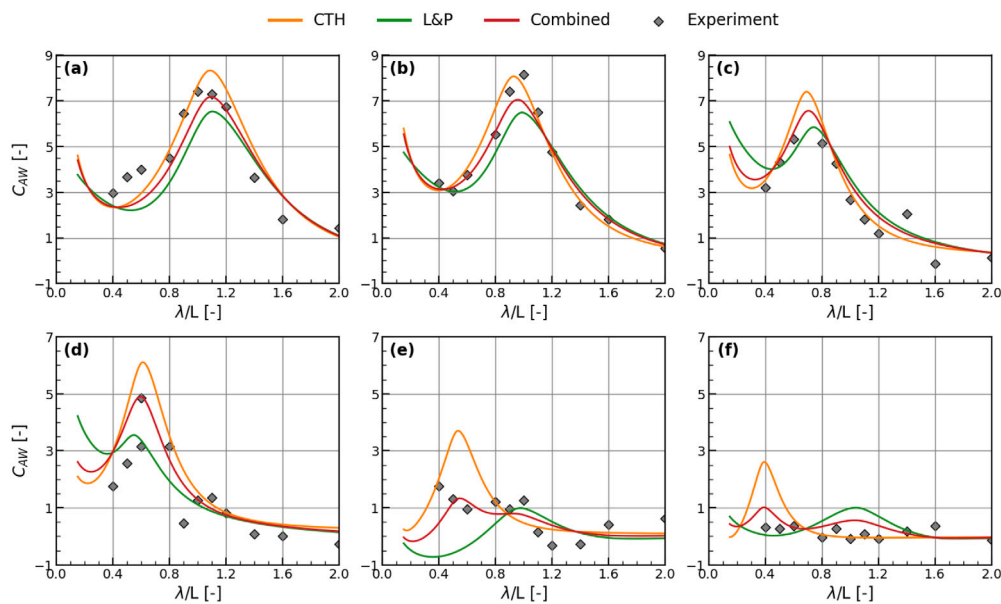 CTH L&P Combined Experiment
(a) (b) (c)
9 9 9
7 7 7
5 5 5
3 3 3
1 1 1
−1 −1 −1
C_AW [-]
0.0 0.4 0.8 1.2 1.6 2.0 0.0 0.4 0.8 1.2 1.6 2.0 0.0 0.4 0.8 1.2 1.6 2.0
λ/L [-] λ/L [-] λ/L [-]
(d) (e) (f)
7 7 7
5 5 5
3 3 3
1 1 1
−1 −1 −1
C_AW [-]
0.0 0.4 0.8 1.2 1.6 2.0 0.0 0.4 0.8 1.2 1.6 2.0 0.0 0.4 0.8 1.2 1.6 2.0
λ/L [-] λ/L [-] λ/L [-]